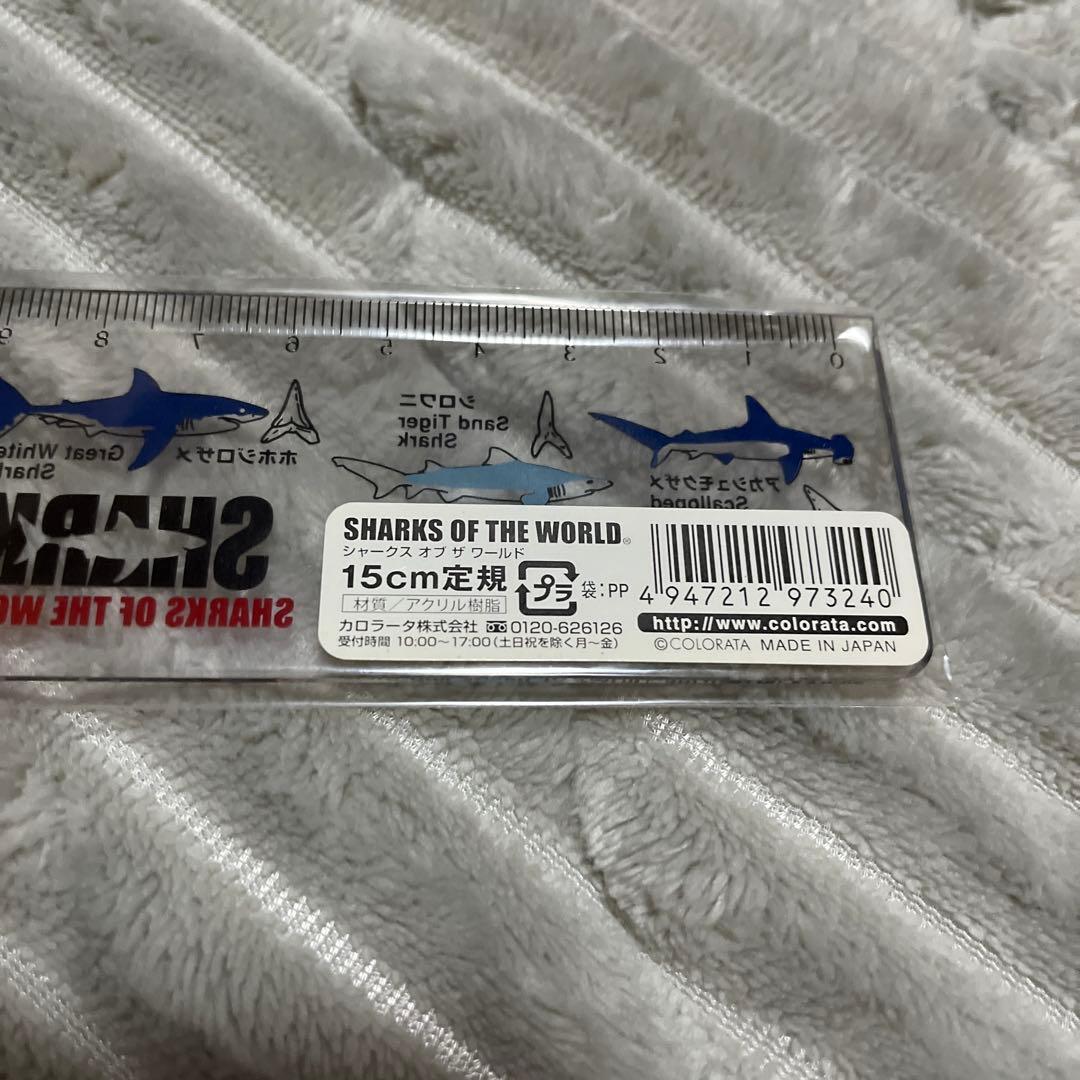 9 8 7 6 5 4 3 2 1 0
シロワニ
Sand Tiger
Shark
ホホジロザメ
Great White
アカシュモクザメ
Scalloped
SHARKS OF THE WORLD®
シャークス オブ ザ ワールド
15cm定規 プラ 袋:PP
材質/アクリル樹脂
カロラータ株式会社 0120-626126
受付時間 10:00〜17:00(土日祝を除く月〜金)
4 947212 973240
http://www.colorata.com
©COLORATA MADE IN JAPAN
SHARK
SHARKS OF THE WO